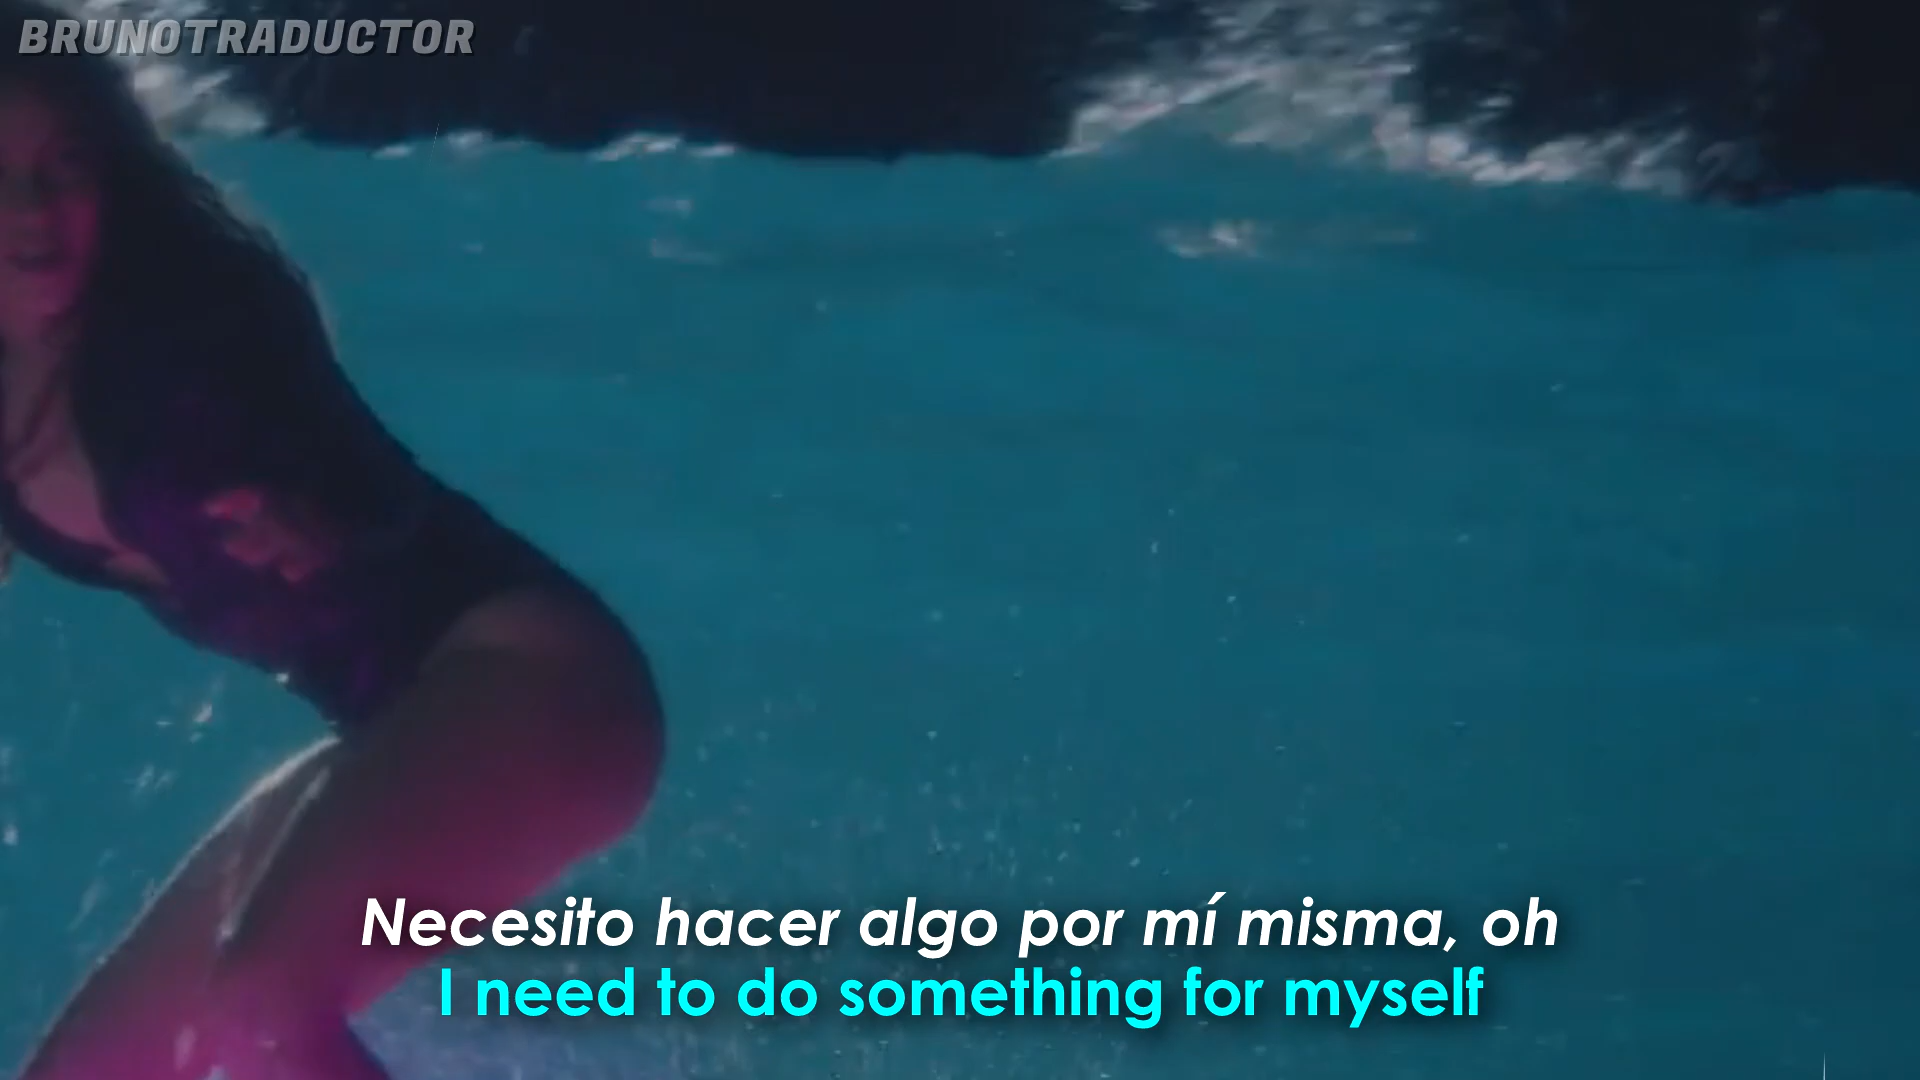 BRUNOTRADUCTOR
Necesito hacer algo por mí misma, oh
I need to do something for myself